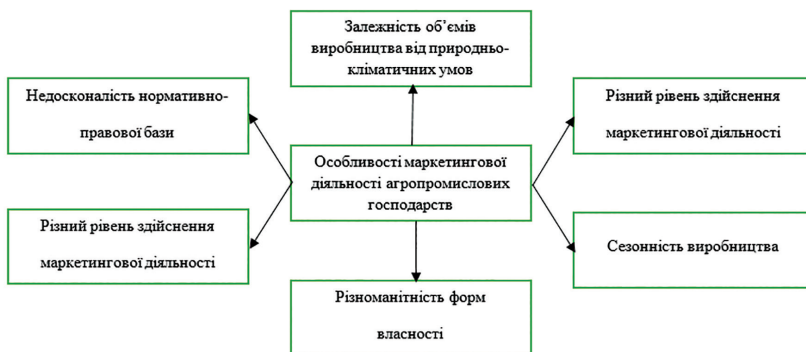 Залежність об’ємів
виробництва від природньо-
кліматичних умов
Недосконалість нормативно-
правової бази
Різний рівень здійснення
маркетингової діяльності
Особливості маркетингової
діяльності агропромислових
господарств
Різний рівень здійснення
маркетингової діяльності
Сезонність виробництва
Різноманітність форм
власності